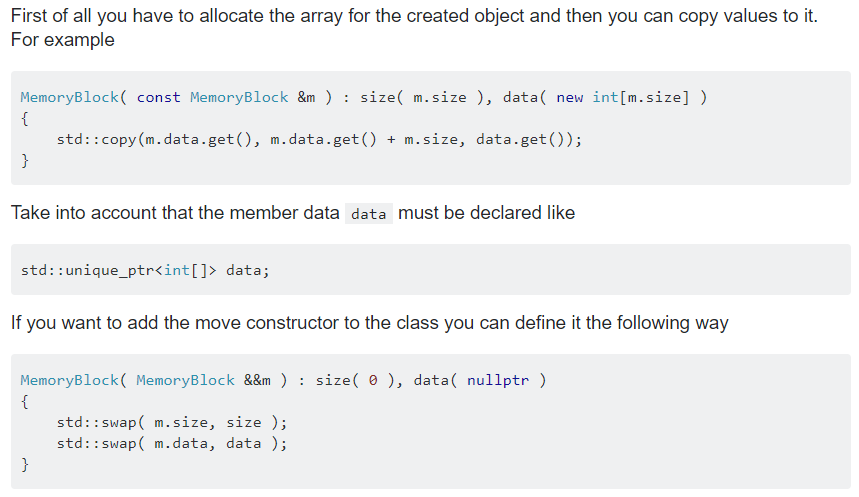 First of all you have to allocate the array for the created object and then you can copy values to it.
For example
MemoryBlock( const MemoryBlock &m ) : size( m.size ), data( new int[m.size] )
{
    std::copy(m.data.get(), m.data.get() + m.size, data.get());
}
Take into account that the member data data must be declared like
std::unique_ptr<int[]> data;
If you want to add the move constructor to the class you can define it the following way
MemoryBlock( MemoryBlock &&m ) : size( 0 ), data( nullptr )
{
    std::swap( m.size, size );
    std::swap( m.data, data );
}